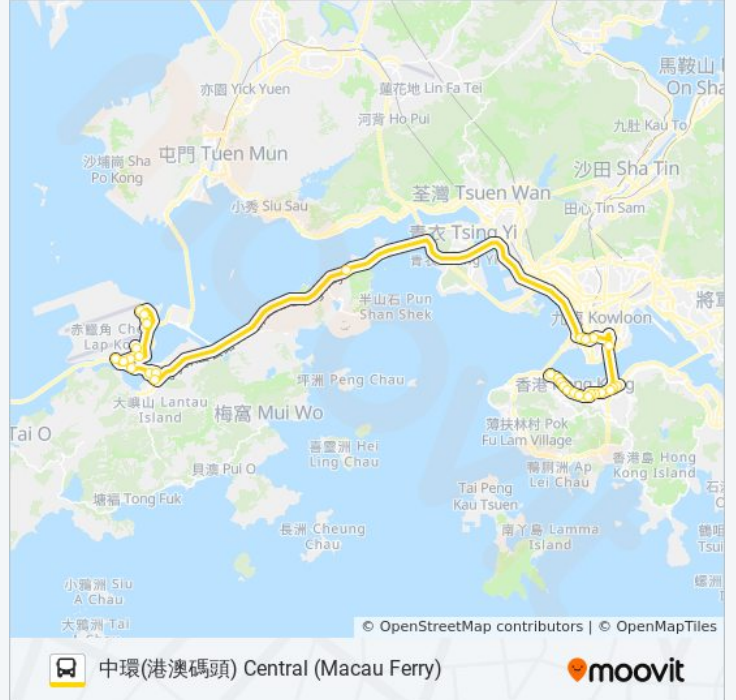 馬鞍山
On Sha
亦園 Yick Yuen
蓮花地 Lin Fa Tei
河背 Ho Pui
九肚 Kau To
屯門 Tuen Mun
沙埔崗 Sha
Po Kong
沙田 Sha Tin
荃灣 Tsuen Wan
小秀 Siu Sau
田心 Tin Sam
青衣 Tsing Yi
半山石 Pun
Shan Shek
將
九龍 Kowloon
赤鱲角
Lap
坪洲 Peng Chau
香港
大嶼山 Lantau
Island
梅窩 Mui Wo
薄扶林村 Pok
Fu Lam Village
Tai O
喜靈洲 Hei
Ling Chau
香港島 Hong
Kong Island
鴨脷洲 Ap
Lei Chau
貝澳 Pui O
Tai Peng
Kau Tsuen
塘福 Tong Fuk
長洲 Cheung
Chau
南丫島 Lamma
Island
Tsui
小鴉洲 Siu
A Chau
螺洲
大鴉洲 Tai
A Chau
© OpenStreetMap contributors | © OpenMapTiles
中環(港澳碼頭) Central (Macau Ferry)
moovit